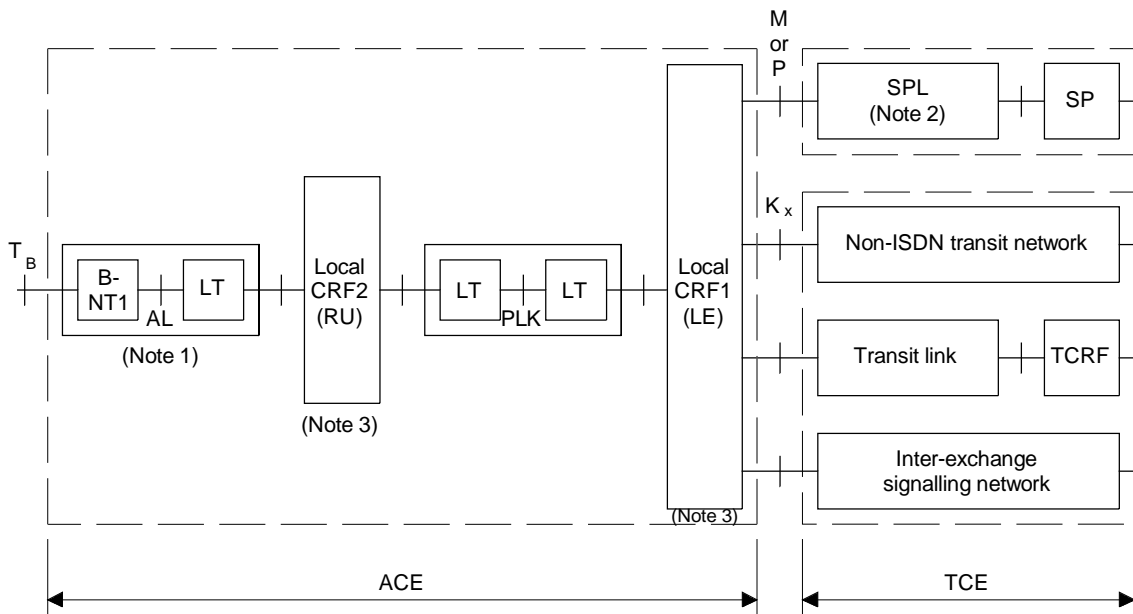 M
or
P
SPL
(Note 2)
SP
K x
Non-ISDN transit network
T B
B-
NT1
LT
AL
(Note 1)
Local
CRF2
(RU)
(Note 3)
LT
LT
PLK
Local
CRF1
(LE)
(Note 3)
Transit link
TCRF
Inter-exchange
signalling network
ACE
TCE